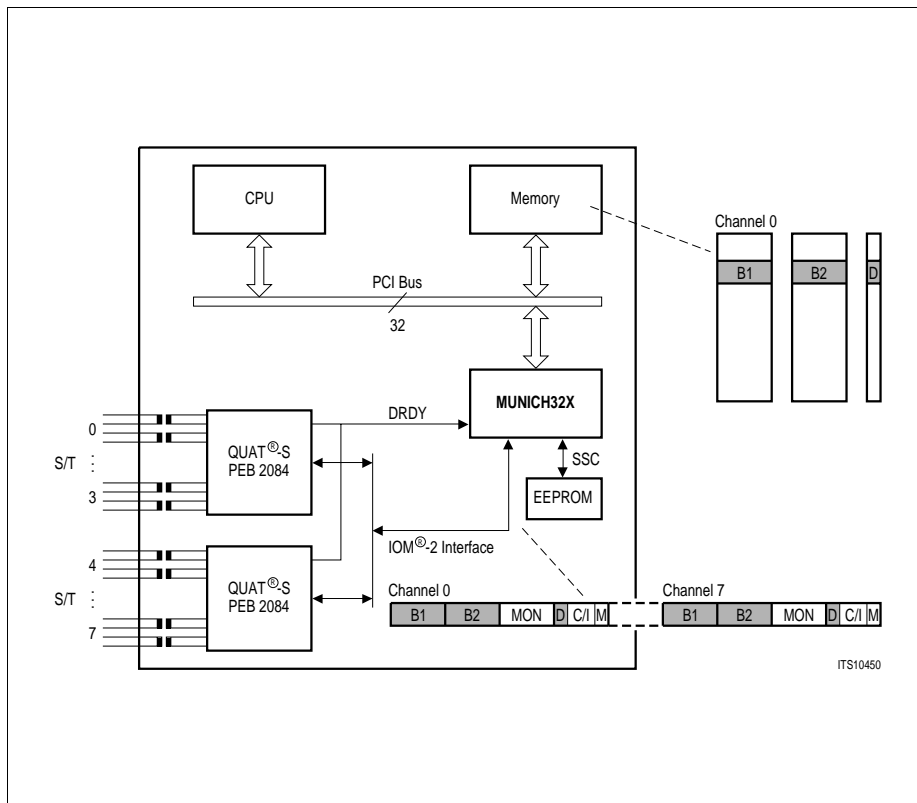 CPU
Memory
Channel 0
B1
B2
D
PCI Bus
32
MUNICH32X
DRDY
0
QUAT®-S
PEB 2084
S/T
SSC
3
EEPROM
IOM®-2 Interface
4
QUAT®-S
PEB 2084
S/T
7
Channel 0
B1 B2 MON D C/I M
Channel 7
B1 B2 MON D C/I M
ITS10450